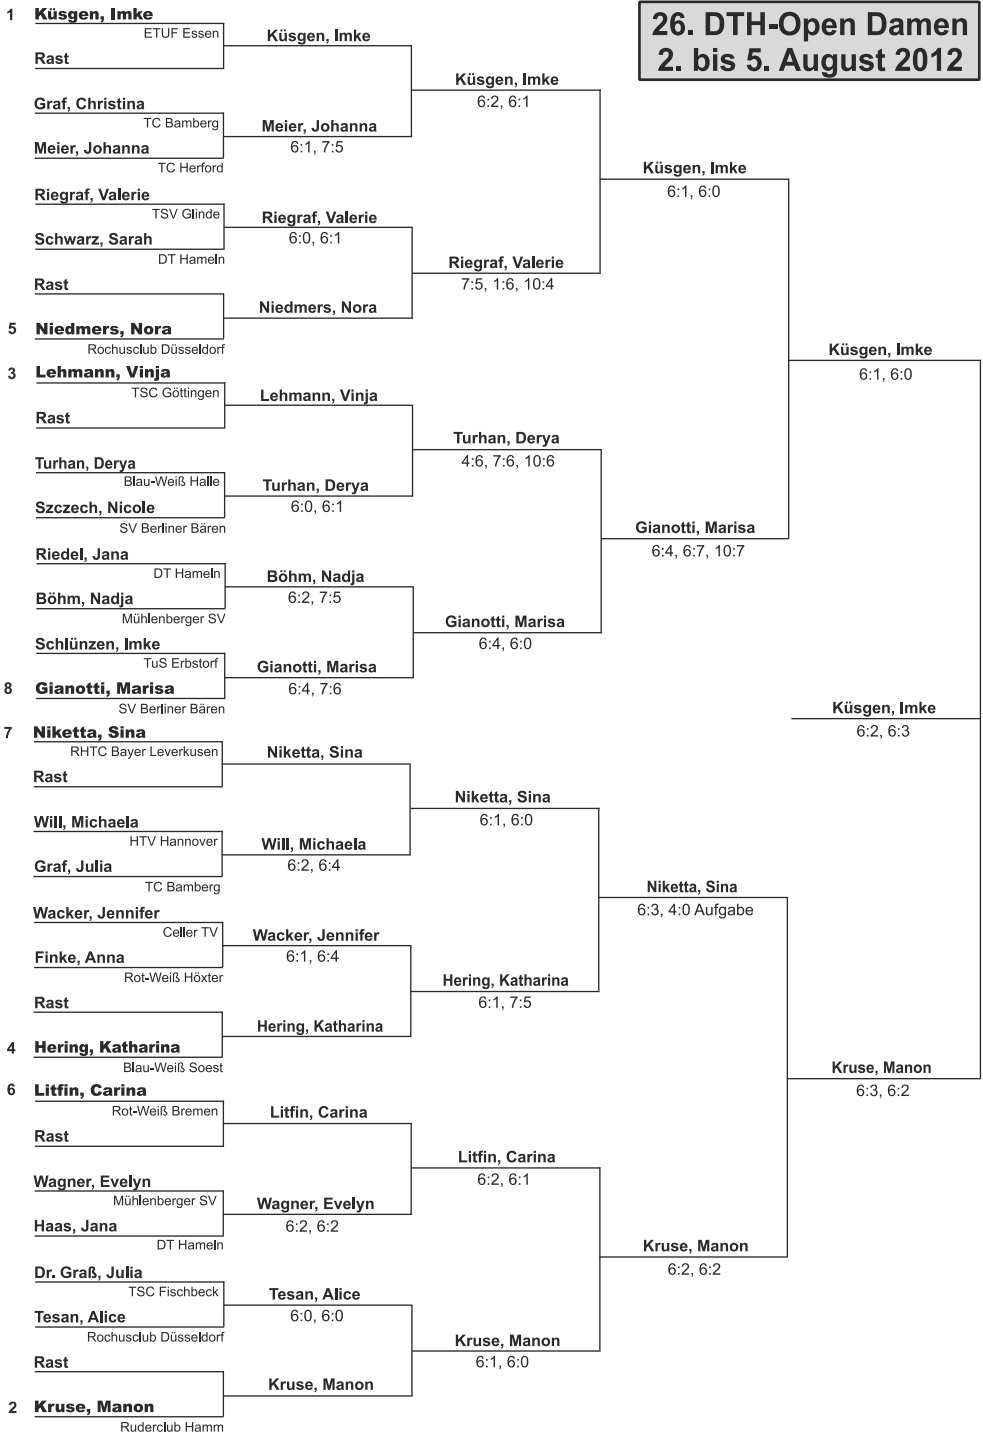 26. DTH-Open Damen
2. bis 5. August 2012
1 Küsgen, Imke
ETUF Essen
Rast
Graf, Christina
TC Bamberg
Meier, Johanna
TC Herford
Riegraf, Valerie
TSV Glinde
Schwarz, Sarah
DT Hameln
Rast
5 Niedmers, Nora
Rochusclub Düsseldorf
3 Lehmann, Vinja
TSC Göttingen
Rast
Turhan, Derya
Blau-Weiß Halle
Szczech, Nicole
SV Berliner Bären
Riedel, Jana
DT Hameln
Böhm, Nadja
Mühlenberger SV
Schlünzen, Imke
TuS Erbstorf
8 Gianotti, Marisa
SV Berliner Bären
7 Niketta, Sina
RHTC Bayer Leverkusen
Rast
Will, Michaela
HTV Hannover
Graf, Julia
TC Bamberg
Wacker, Jennifer
Celler TV
Finke, Anna
Rot-Weiß Höxter
Rast
4 Hering, Katharina
Blau-Weiß Soest
6 Litfin, Carina
Rot-Weiß Bremen
Rast
Wagner, Evelyn
Mühlenberger SV
Haas, Jana
DT Hameln
Dr. Graß, Julia
TSC Fischbeck
Tesan, Alice
Rochusclub Düsseldorf
Rast
2 Kruse, Manon
Ruderclub Hamm
Küsgen, Imke
Meier, Johanna
6:1, 7:5
Riegraf, Valerie
6:0, 6:1
Niedmers, Nora
Lehmann, Vinja
Turhan, Derya
6:0, 6:1
Böhm, Nadja
6:2, 7:5
Gianotti, Marisa
6:4, 7:6
Niketta, Sina
Will, Michaela
6:2, 6:4
Wacker, Jennifer
6:1, 6:4
Hering, Katharina
Litfin, Carina
Wagner, Evelyn
6:2, 6:2
Tesan, Alice
6:0, 6:0
Kruse, Manon
Küsgen, Imke
6:2, 6:1
Riegraf, Valerie
7:5, 1:6, 10:4
Turhan, Derya
4:6, 7:6, 10:6
Gianotti, Marisa
6:4, 6:0
Niketta, Sina
6:1, 6:0
Hering, Katharina
6:1, 7:5
Litfin, Carina
6:2, 6:1
Kruse, Manon
6:1, 6:0
Küsgen, Imke
6:1, 6:0
Gianotti, Marisa
6:4, 6:7, 10:7
Niketta, Sina
6:3, 4:0 Aufgabe
Kruse, Manon
6:2, 6:2
Küsgen, Imke
6:1, 6:0
Kruse, Manon
6:3, 6:2
Küsgen, Imke
6:2, 6:3